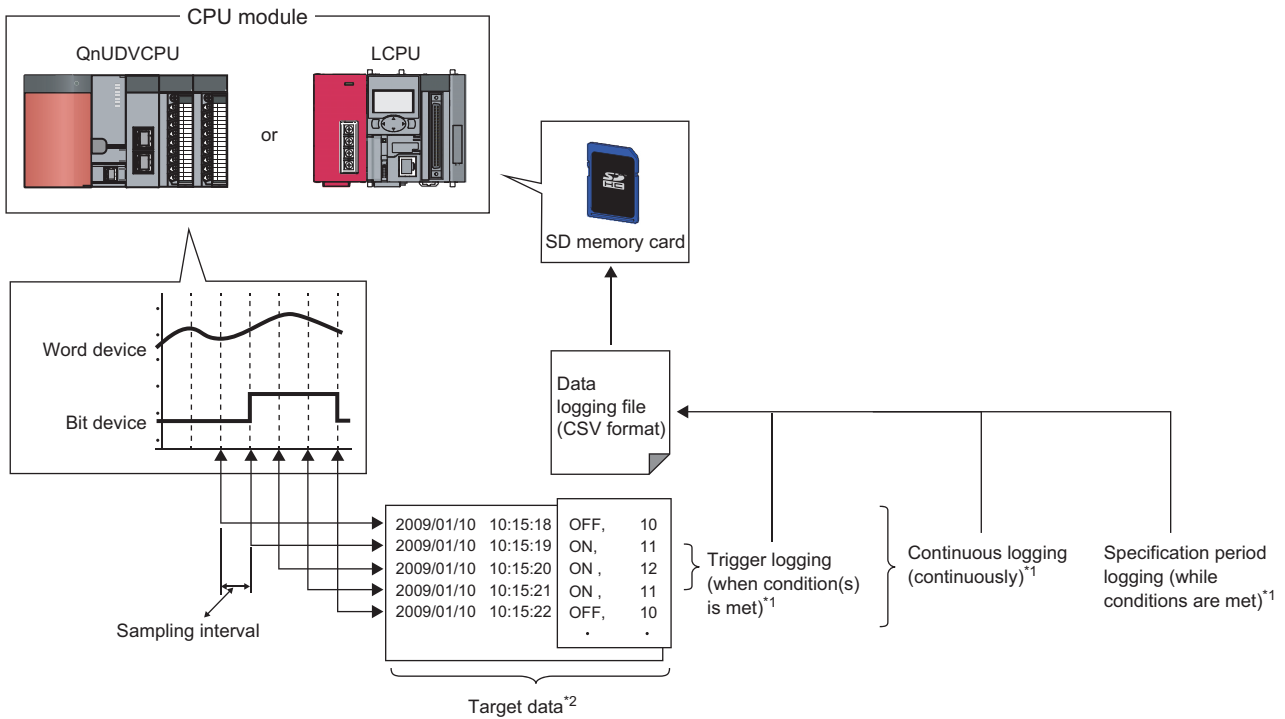 CPU module
QnUDVCPU
LCPU
or
SD
HC
SD memory card
Word device
Bit device
Data
logging file
(CSV format)
2009/01/10 10:15:18 OFF, 10
2009/01/10 10:15:19 ON, 11
2009/01/10 10:15:20 ON , 12
2009/01/10 10:15:21 ON , 11
2009/01/10 10:15:22 OFF, 10
Trigger logging
(when condition(s)
is met)*1
Continuous logging
(continuously)*1
Specification period
logging (while
conditions are met)*1
Sampling interval
Target data*2